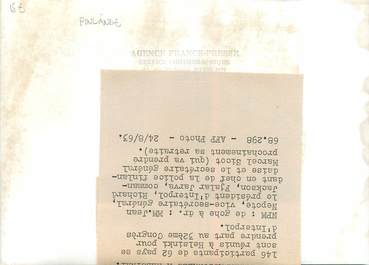 FINLANDE
AGENCE FRANCE-PRESSE
146 participants de 62 pays se
sont réunis à Helsinki pour
prendre part au 32ème Congrès
d'Interpol.
NPM : de gche à dr. : MM.Jean
Nepote, vice-secrétaire général,
le président d'Interpol, Richard
Jackson, Fjalar Jarva, comman-
dant en chef de la police finlan-
daise et le secrétaire général
Marcel Sicot (qui va prendre
prochainement sa retraite).
68.298 - AFP Photo - 24/8/63.